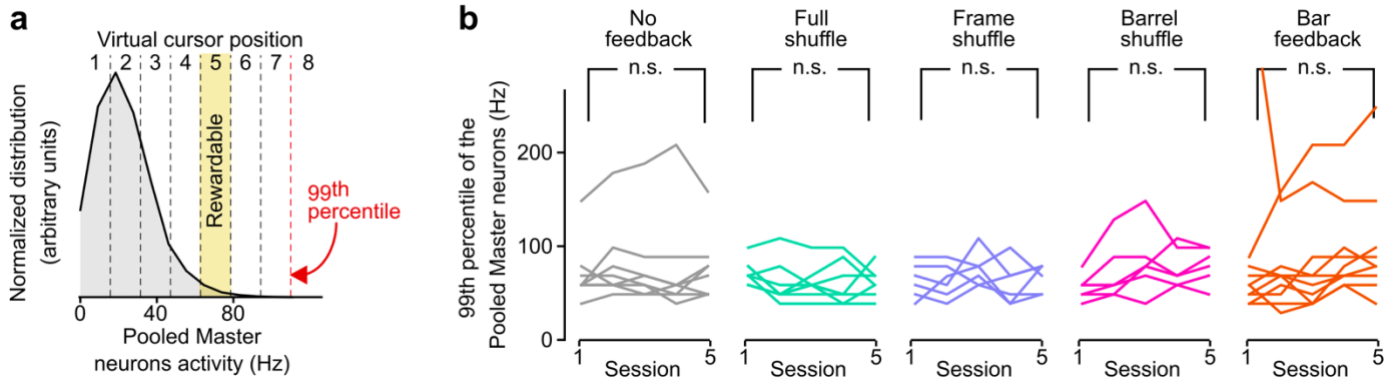 a
Virtual cursor position
1 2 3 4 5 6 7 8
Normalized distribution
(arbitrary units)
Rewardable
99th
percentile
0 40 80
Pooled Master
neurons activity (Hz)
b
No
feedback
Full
shuffle
Frame
shuffle
Barrel
shuffle
Bar
feedback
n.s. n.s. n.s. n.s. n.s.
99th percentile of the
Pooled Master neurons (Hz)
200
100
0
1 5 1 5 1 5 1 5 1 5
Session Session Session Session Session